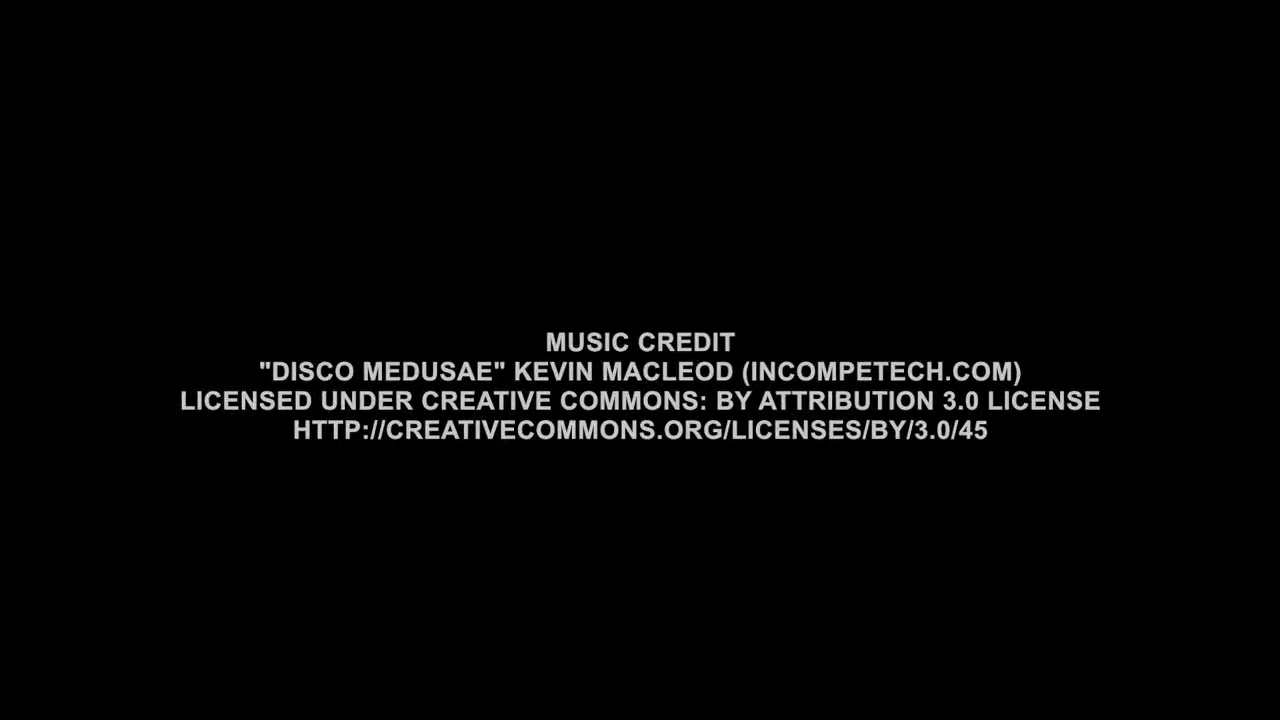 MUSIC CREDIT
"DISCO MEDUSAE" KEVIN MACLEOD (INCOMPETECH.COM)
LICENSED UNDER CREATIVE COMMONS: BY ATTRIBUTION 3.0 LICENSE
HTTP://CREATIVECOMMONS.ORG/LICENSES/BY/3.0/45